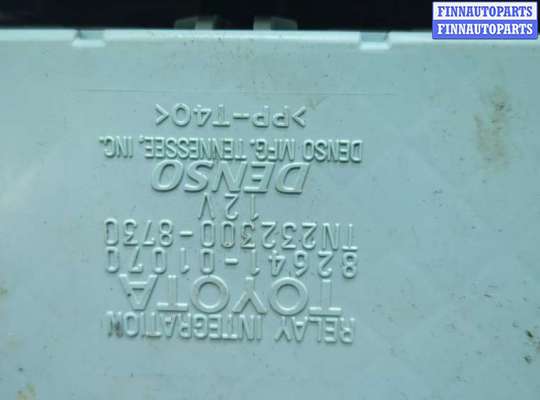 FINNAUTOPARTS
FINNAUTOPARTS
RELAY INTEGRATION
TOYOTA
82641-01070
TN232300-8730
12V
DENSO
DENSO MFG. TENNESSEE, INC.
>PP-T40<